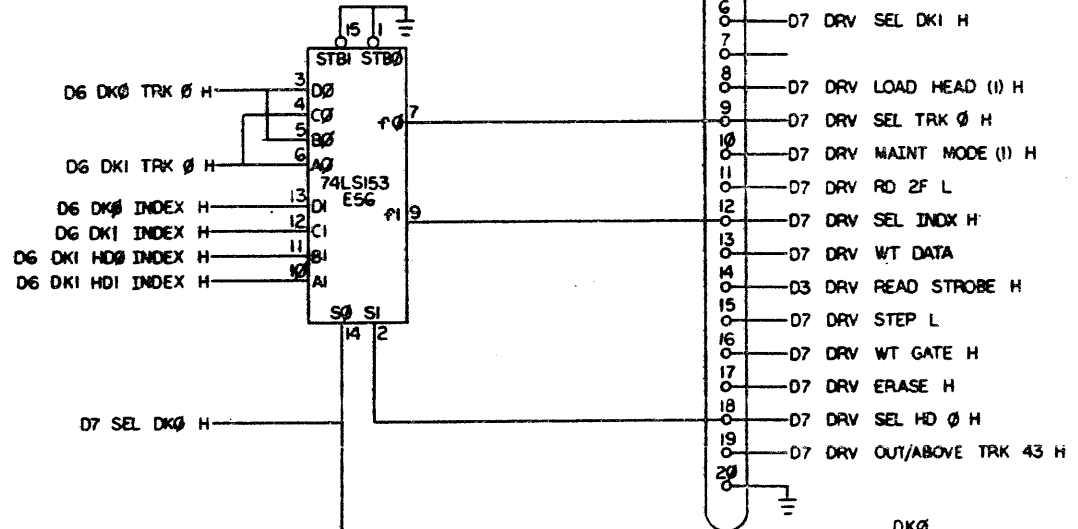 15 1
STB1 STBØ
D6 DKØ TRK Ø H
3 DØ
4 CØ
5 BØ
6 AØ
D6 DK1 TRK Ø H
fØ 7
74LS153
E56
D6 DKØ INDEX H 13 D1
D6 DK1 INDEX H 12 C1
D6 DK1 HDØ INDEX H 11 B1
D6 DK1 HD1 INDEX H 10 A1
f1 9
SØ S1
14 2
D7 SEL DKØ H
6 D7 DRV SEL DK1 H
7
8 D7 DRV LOAD HEAD (1) H
9 D7 DRV SEL TRK Ø H
1Ø D7 DRV MAINT MODE (1) H
11 D7 DRV RD 2F L
12 D7 DRV SEL INDX H
13 D7 DRV WT DATA
14 D3 DRV READ STROBE H
15 D7 DRV STEP L
16 D7 DRV WT GATE H
17 D7 DRV ERASE H
18 D7 DRV SEL HD Ø H
19 D7 DRV OUT/ABOVE TRK 43 H
2Ø
DKØ